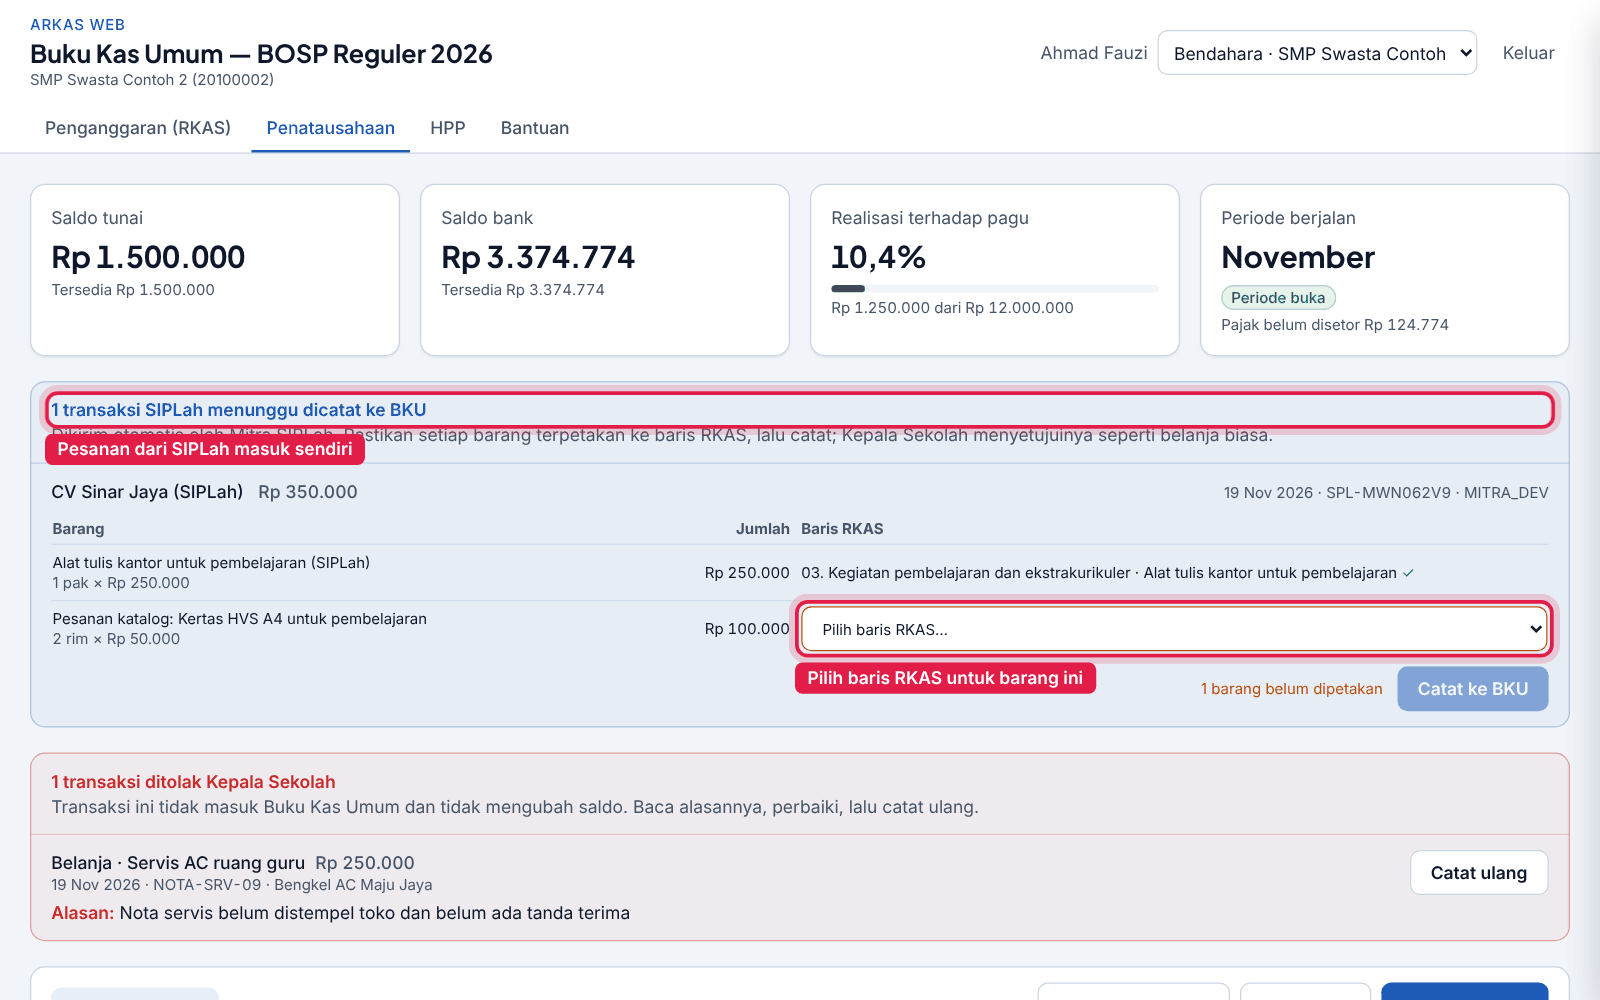 ARKAS WEB
Buku Kas Umum — BOSP Reguler 2026
SMP Swasta Contoh 2 (20100002)
Ahmad Fauzi
Bendahara · SMP Swasta Contoh
Keluar
Penganggaran (RKAS)
Penatausahaan
HPP
Bantuan
Saldo tunai
Rp 1.500.000
Tersedia Rp 1.500.000
Saldo bank
Rp 3.374.774
Tersedia Rp 3.374.774
Realisasi terhadap pagu
10,4%
Rp 1.250.000 dari Rp 12.000.000
Periode berjalan
November
Periode buka
Pajak belum disetor Rp 124.774
1 transaksi SIPLah menunggu dicatat ke BKU
Dikirim otomatis oleh Mitra SIPLah. Pastikan setiap barang terpetakan ke baris RKAS, lalu catat; Kepala Sekolah menyetujuinya seperti belanja biasa.
Pesanan dari SIPLah masuk sendiri
CV Sinar Jaya (SIPLah) Rp 350.000
19 Nov 2026 · SPL-MWN062V9 · MITRA_DEV
Barang
Jumlah
Baris RKAS
Alat tulis kantor untuk pembelajaran (SIPLah)
1 pak × Rp 250.000
Rp 250.000
03. Kegiatan pembelajaran dan ekstrakurikuler · Alat tulis kantor untuk pembelajaran ✓
Pesanan katalog: Kertas HVS A4 untuk pembelajaran
2 rim × Rp 50.000
Rp 100.000
Pilih baris RKAS...
Pilih baris RKAS untuk barang ini
1 barang belum dipetakan
Catat ke BKU
1 transaksi ditolak Kepala Sekolah
Transaksi ini tidak masuk Buku Kas Umum dan tidak mengubah saldo. Baca alasannya, perbaiki, lalu catat ulang.
Belanja · Servis AC ruang guru Rp 250.000
19 Nov 2026 · NOTA-SRV-09 · Bengkel AC Maju Jaya
Alasan: Nota servis belum distempel toko dan belum ada tanda terima
Catat ulang